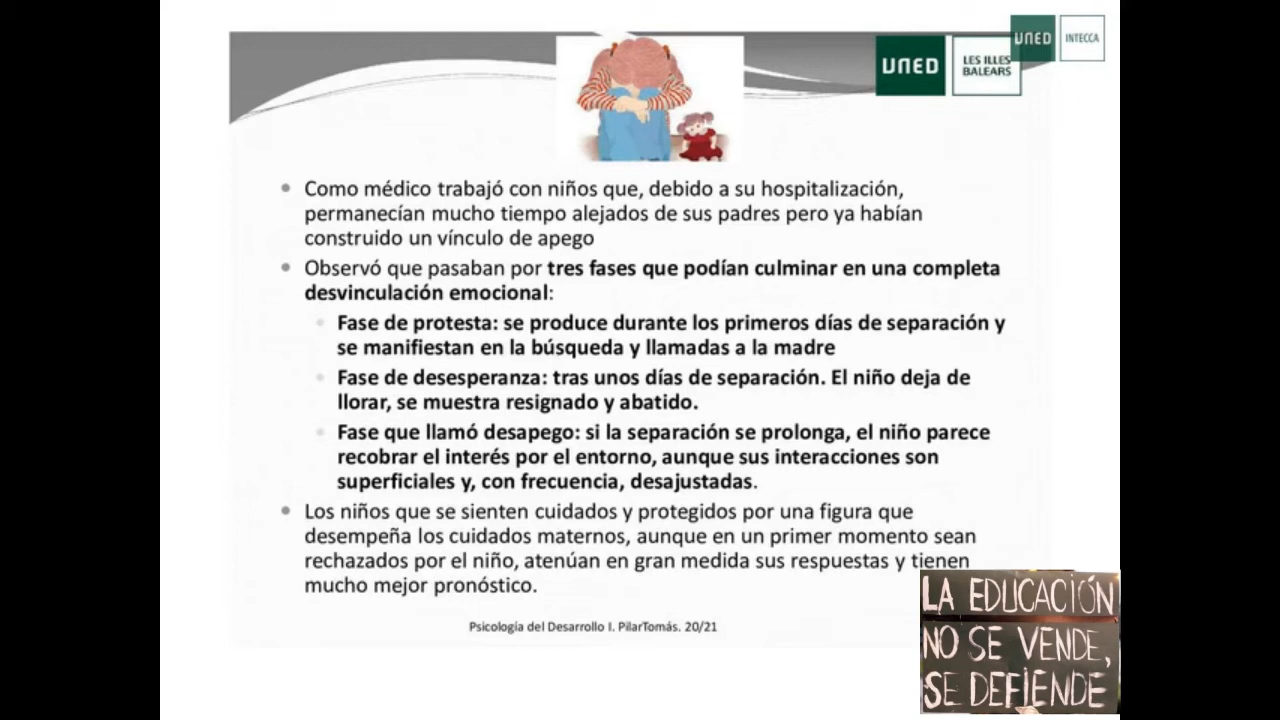 UNED
INTECCA
UNED
LES ILLES
BALEARS
• Como médico trabajó con niños que, debido a su hospitalización,
permanecían mucho tiempo alejados de sus padres pero ya habían
construido un vínculo de apego
• Observó que pasaban por tres fases que podían culminar en una completa
desvinculación emocional:
• Fase de protesta: se produce durante los primeros días de separación y
se manifiestan en la búsqueda y llamadas a la madre
• Fase de desesperanza: tras unos días de separación. El niño deja de
llorar, se muestra resignado y abatido.
• Fase que llamó desapego: si la separación se prolonga, el niño parece
recobrar el interés por el entorno, aunque sus interacciones son
superficiales y, con frecuencia, desajustadas.
• Los niños que se sienten cuidados y protegidos por una figura que
desempeña los cuidados maternos, aunque en un primer momento sean
rechazados por el niño, atenúan en gran medida sus respuestas y tienen
mucho mejor pronóstico.
Psicología del Desarrollo I. PilarTomás. 20/21
LA EDUCACIÓN
NO SE VENDE,
SE DEFIENDE